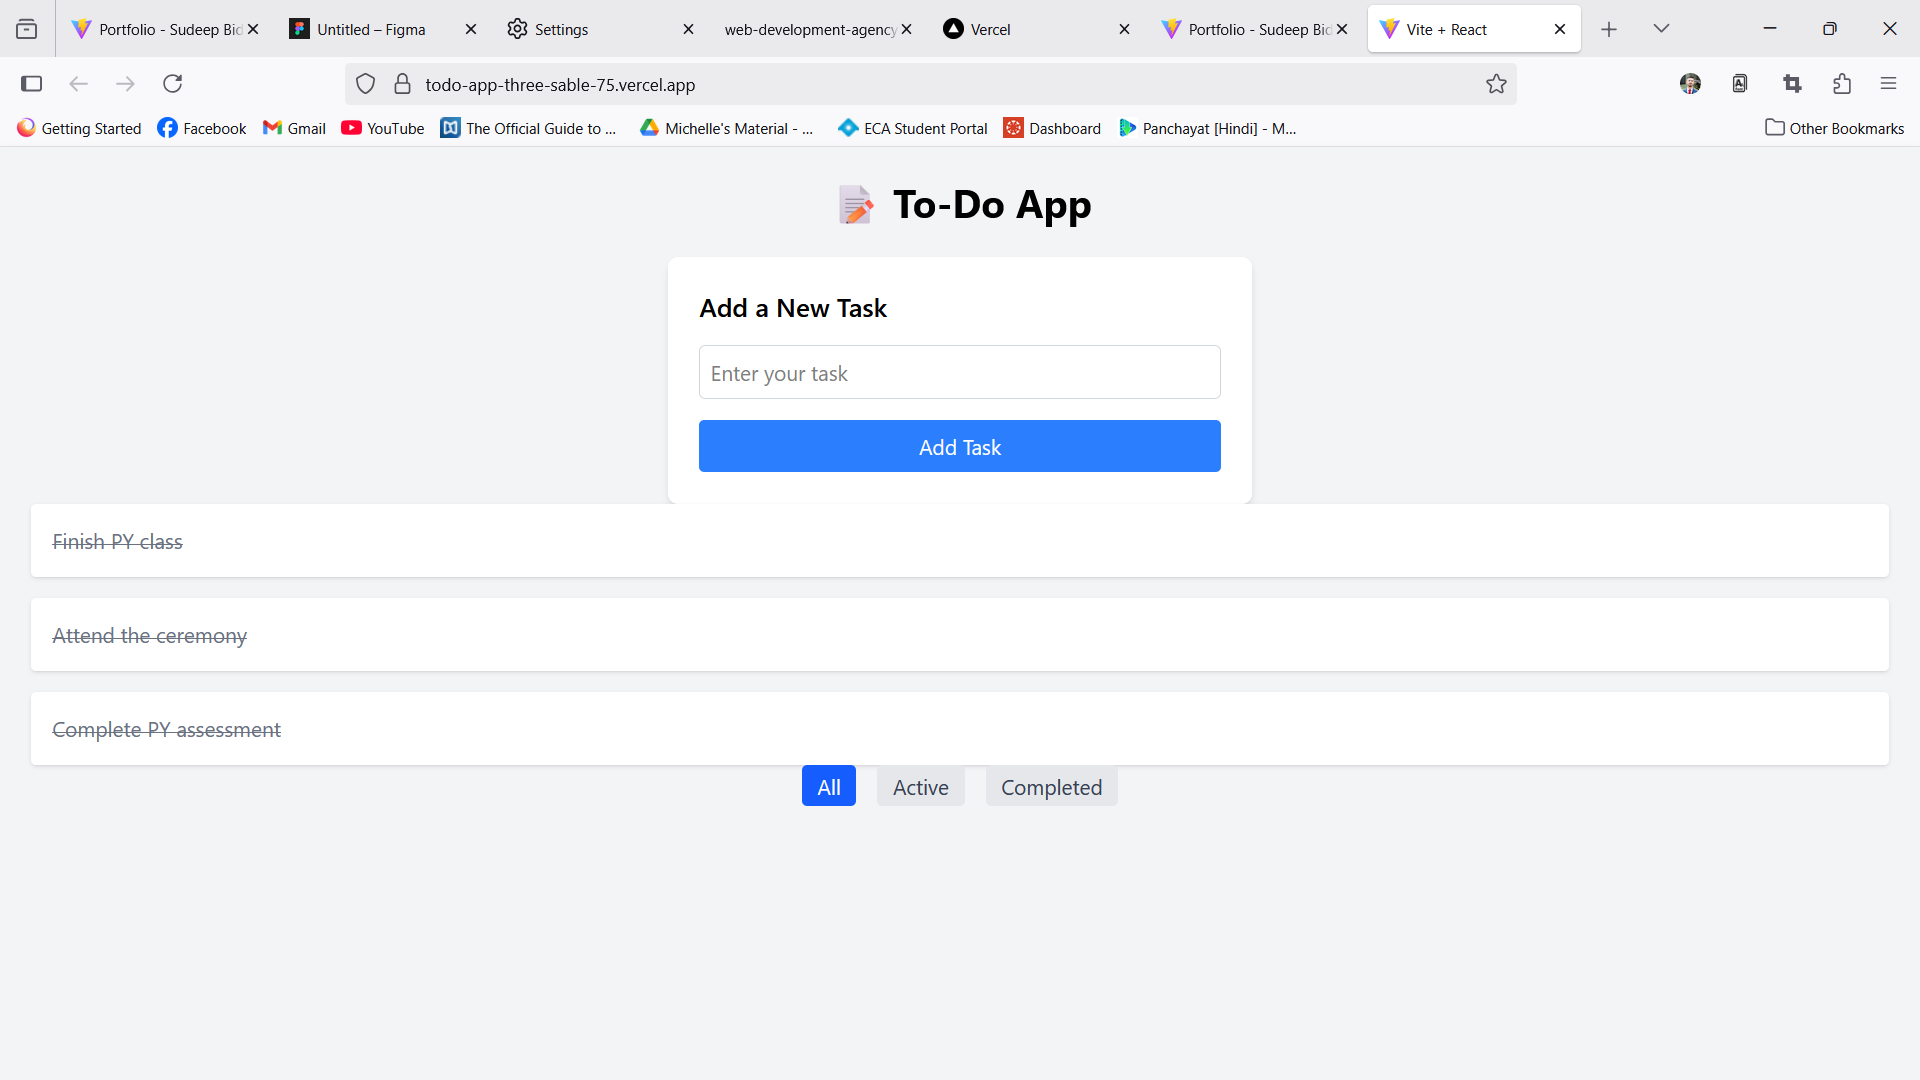 Portfolio - Sudeep Bid
Untitled – Figma
Settings
web-development-agency
Vercel
Portfolio - Sudeep Bid
Vite + React
todo-app-three-sable-75.vercel.app
Getting Started
Facebook
Gmail
YouTube
The Official Guide to ...
Michelle's Material - ...
ECA Student Portal
Dashboard
Panchayat [Hindi] - M...
Other Bookmarks
To-Do App
Add a New Task
Enter your task
Add Task
Finish PY class
Attend the ceremony
Complete PY assessment
All
Active
Completed